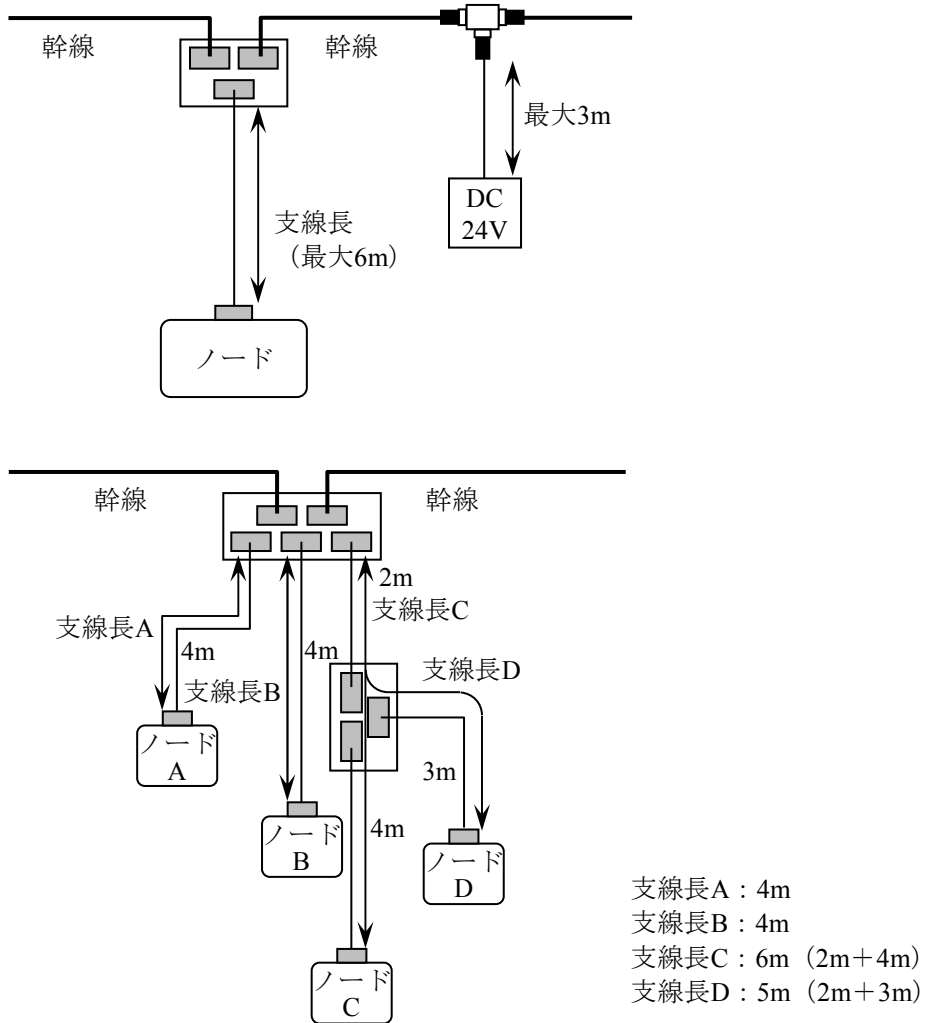 幹線
幹線
最大3m
DC
24V
支線長
（最大6m）
ノード
幹線
幹線
2m
支線長C
支線長A
4m
4m
支線長D
支線長B
ノード
A
3m
ノード
B
4m
ノード
D
ノード
C
支線長A：4m
支線長B：4m
支線長C：6m（2m＋4m）
支線長D：5m（2m＋3m）